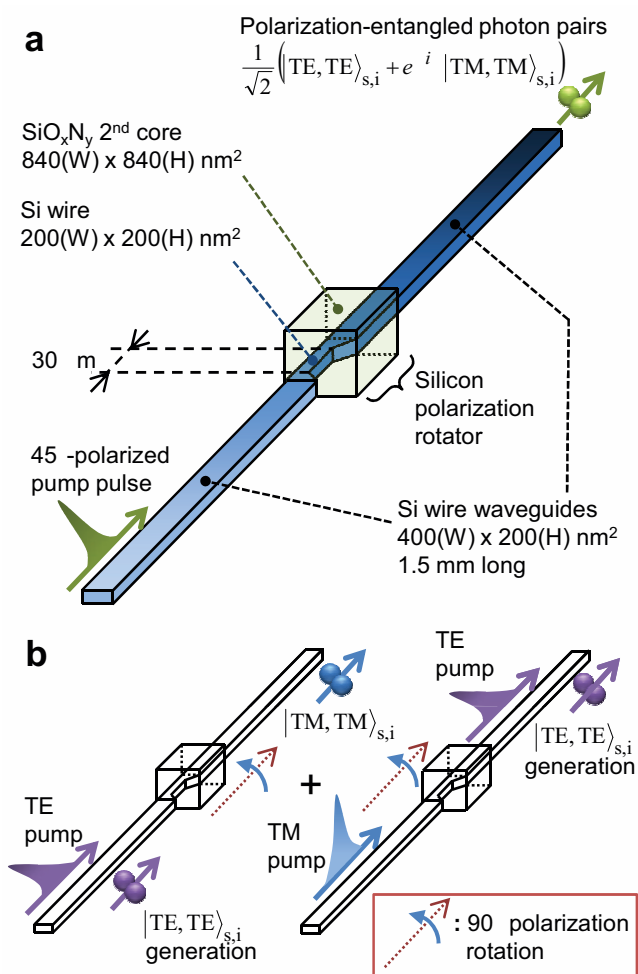 a
Polarization-entangled photon pairs
1/√2 (|TE, TE⟩s,i + e i |TM, TM⟩s,i)
SiOxNy 2nd core
840(W) x 840(H) nm2
Si wire
200(W) x 200(H) nm2
30 m
Silicon
polarization
rotator
45 -polarized
pump pulse
Si wire waveguides
400(W) x 200(H) nm2
1.5 mm long
b
TE
pump
|TM, TM⟩s,i
|TE, TE⟩s,i
generation
+
TE
pump
|TE, TE⟩s,i
generation
TM
pump
: 90 polarization
rotation